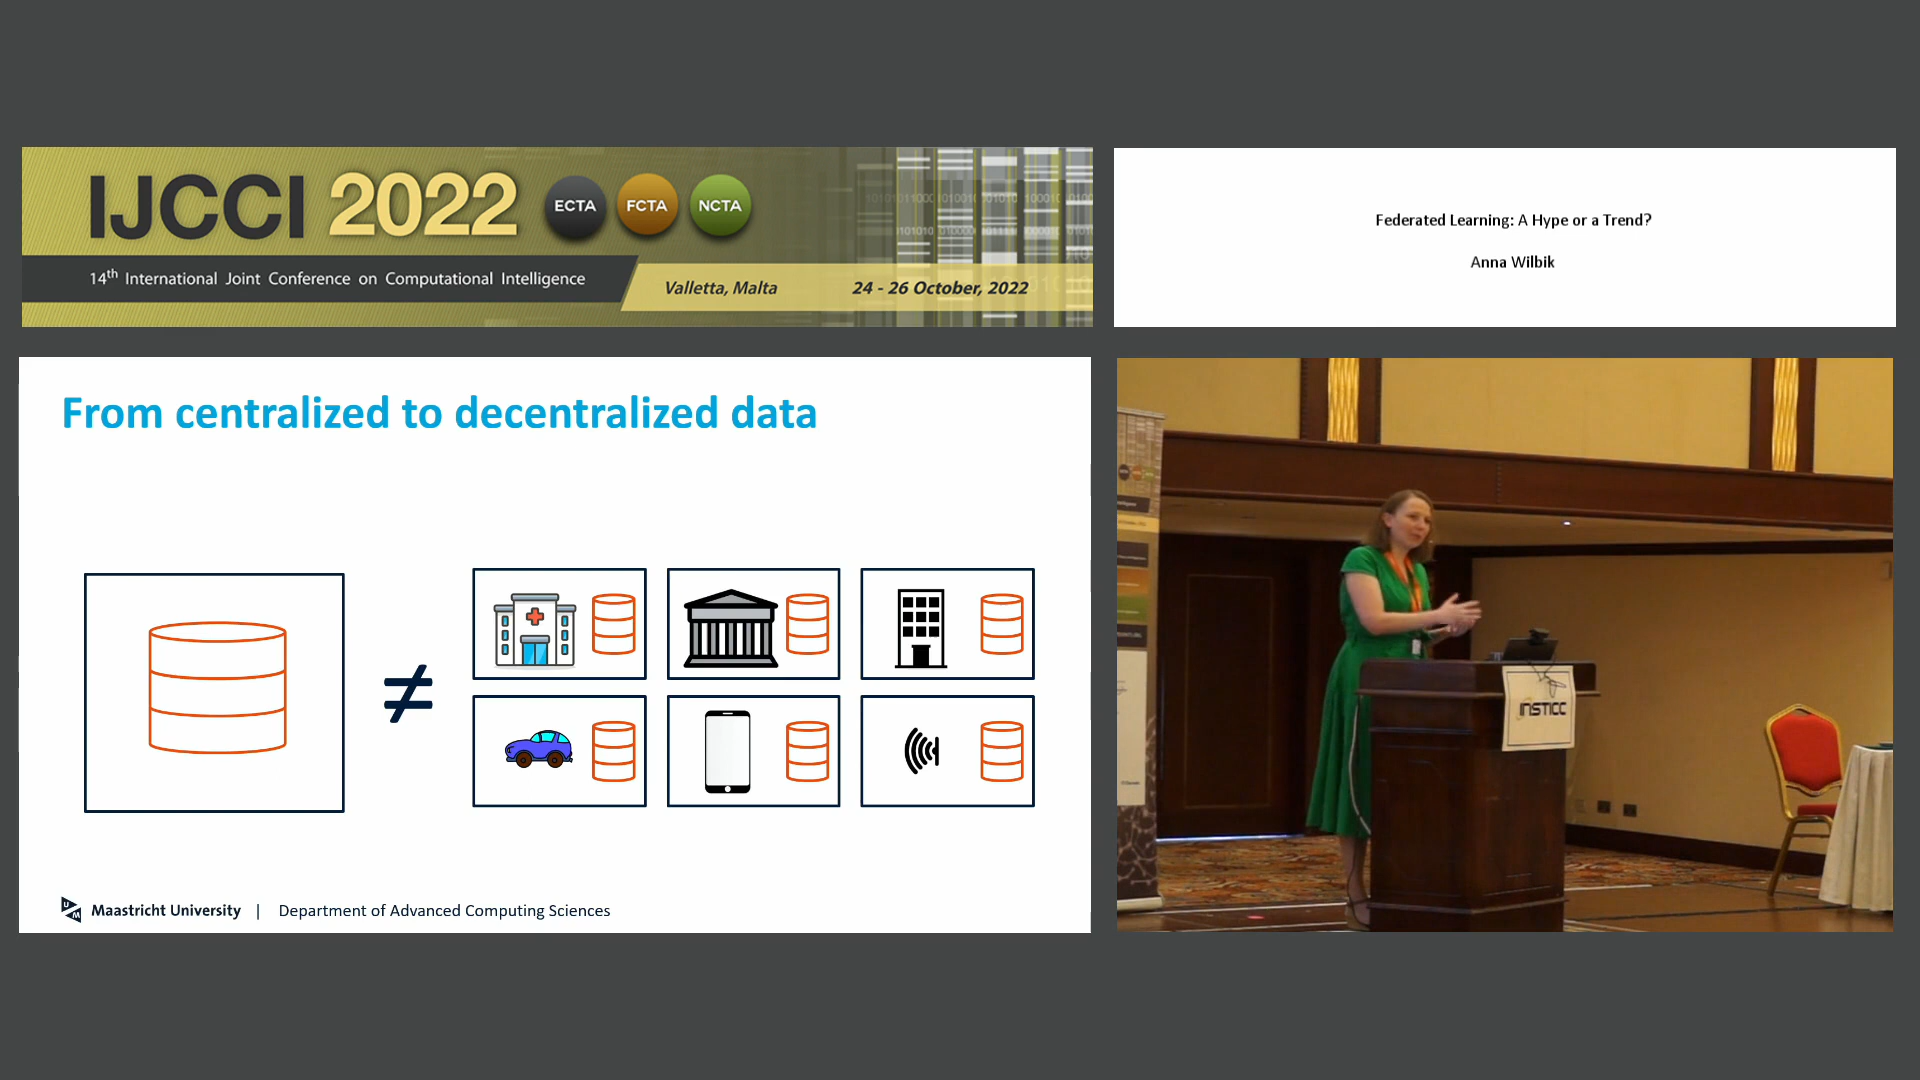 IJCCI 2022
ECTA
FCTA
NCTA
14th International Joint Conference on Computational Intelligence
Valletta, Malta
24 - 26 October, 2022
Federated Learning: A Hype or a Trend?
Anna Wilbik
From centralized to decentralized data
≠
Maastricht University | Department of Advanced Computing Sciences
INSTICC